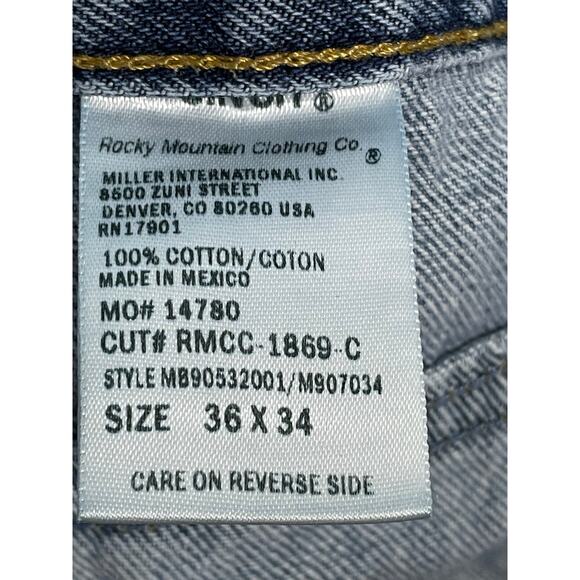 ®
Rocky Mountain Clothing Co.®
MILLER INTERNATIONAL INC.
8500 ZUNI STREET
DENVER, CO 80260 USA
RN17901
100% COTTON/COTON
MADE IN MEXICO
MO# 14780
CUT# RMCC-1869-C
STYLE MB90532001/M907034
SIZE 36 X 34
CARE ON REVERSE SIDE